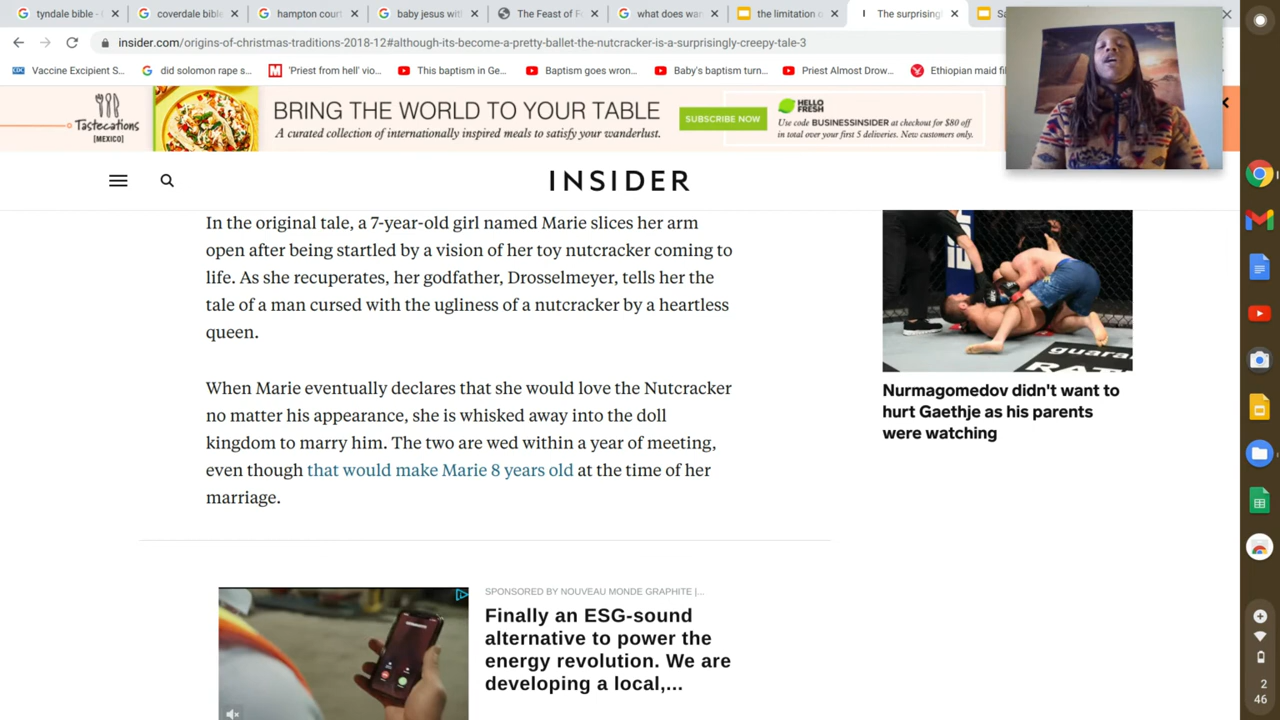 tyndale bible -
coverdale bible
hampton court
baby jesus wit
The Feast of F
what does wan
the limitation o
The surprising
insider.com/origins-of-christmas-traditions-2018-12#although-its-become-a-pretty-ballet-the-nutcracker-is-a-surprisingly-creepy-tale-3
Vaccine Excipient S...
did solomon rape s...
'Priest from hell' vio...
This baptism in Ge...
Baptism goes wron...
Baby's baptism turn...
Priest Almost Drow...
Ethiopian maid f
Tastecations
[MEXICO]
BRING THE WORLD TO YOUR TABLE
A curated collection of internationally inspired meals to satisfy your wanderlust.
SUBSCRIBE NOW
HELLO
FRESH
Use code BUSINESSINSIDER at checkout for $80 off
in total over your first 5 deliveries. New customers only.
INSIDER
In the original tale, a 7-year-old girl named Marie slices her arm
open after being startled by a vision of her toy nutcracker coming to
life. As she recuperates, her godfather, Drosselmeyer, tells her the
tale of a man cursed with the ugliness of a nutcracker by a heartless
queen.
When Marie eventually declares that she would love the Nutcracker
no matter his appearance, she is whisked away into the doll
kingdom to marry him. The two are wed within a year of meeting,
even though that would make Marie 8 years old at the time of her
marriage.
guara
RAT
Nurmagomedov didn't want to
hurt Gaethje as his parents
were watching
SPONSORED BY NOUVEAU MONDE GRAPHITE |...
Finally an ESG-sound
alternative to power the
energy revolution. We are
developing a local,...
2
46